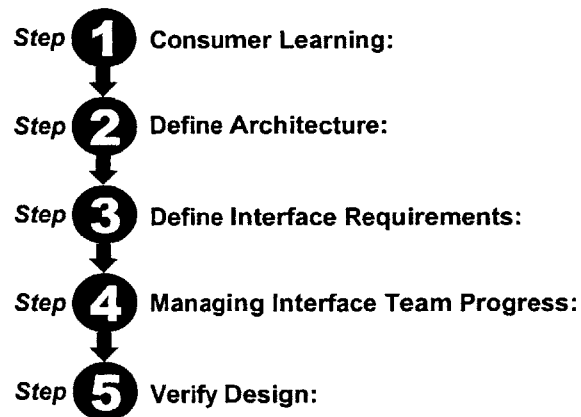 Step 1 Consumer Learning:
Step 2 Define Architecture:
Step 3 Define Interface Requirements:
Step 4 Managing Interface Team Progress:
Step 5 Verify Design: